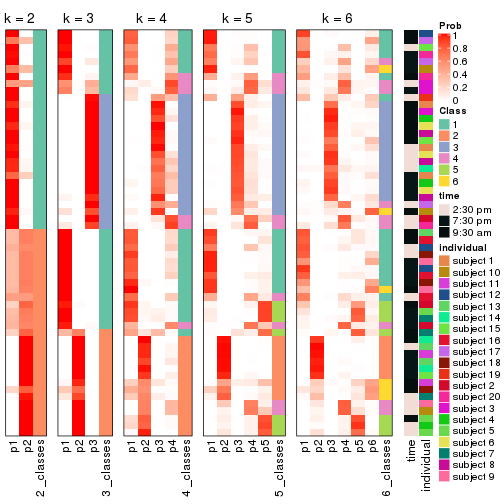 k = 2 k = 3 k = 4 k = 5 k = 6
p1 p2 2_classes p1 p2 p3 3_classes p1 p2 p3 p4 4_classes p1 p2 p3 p4 p5 5_classes p1 p2 p3 p4 p5 p6 6_classes time individual
Prob
1
0.8
0.6
0.4
0.2
0
Class
1
2
3
4
5
6
time
2:30 pm
7:30 pm
9:30 am
individual
subject 1
subject 10
subject 11
subject 12
subject 13
subject 14
subject 15
subject 16
subject 17
subject 18
subject 19
subject 2
subject 20
subject 3
subject 4
subject 5
subject 6
subject 7
subject 8
subject 9